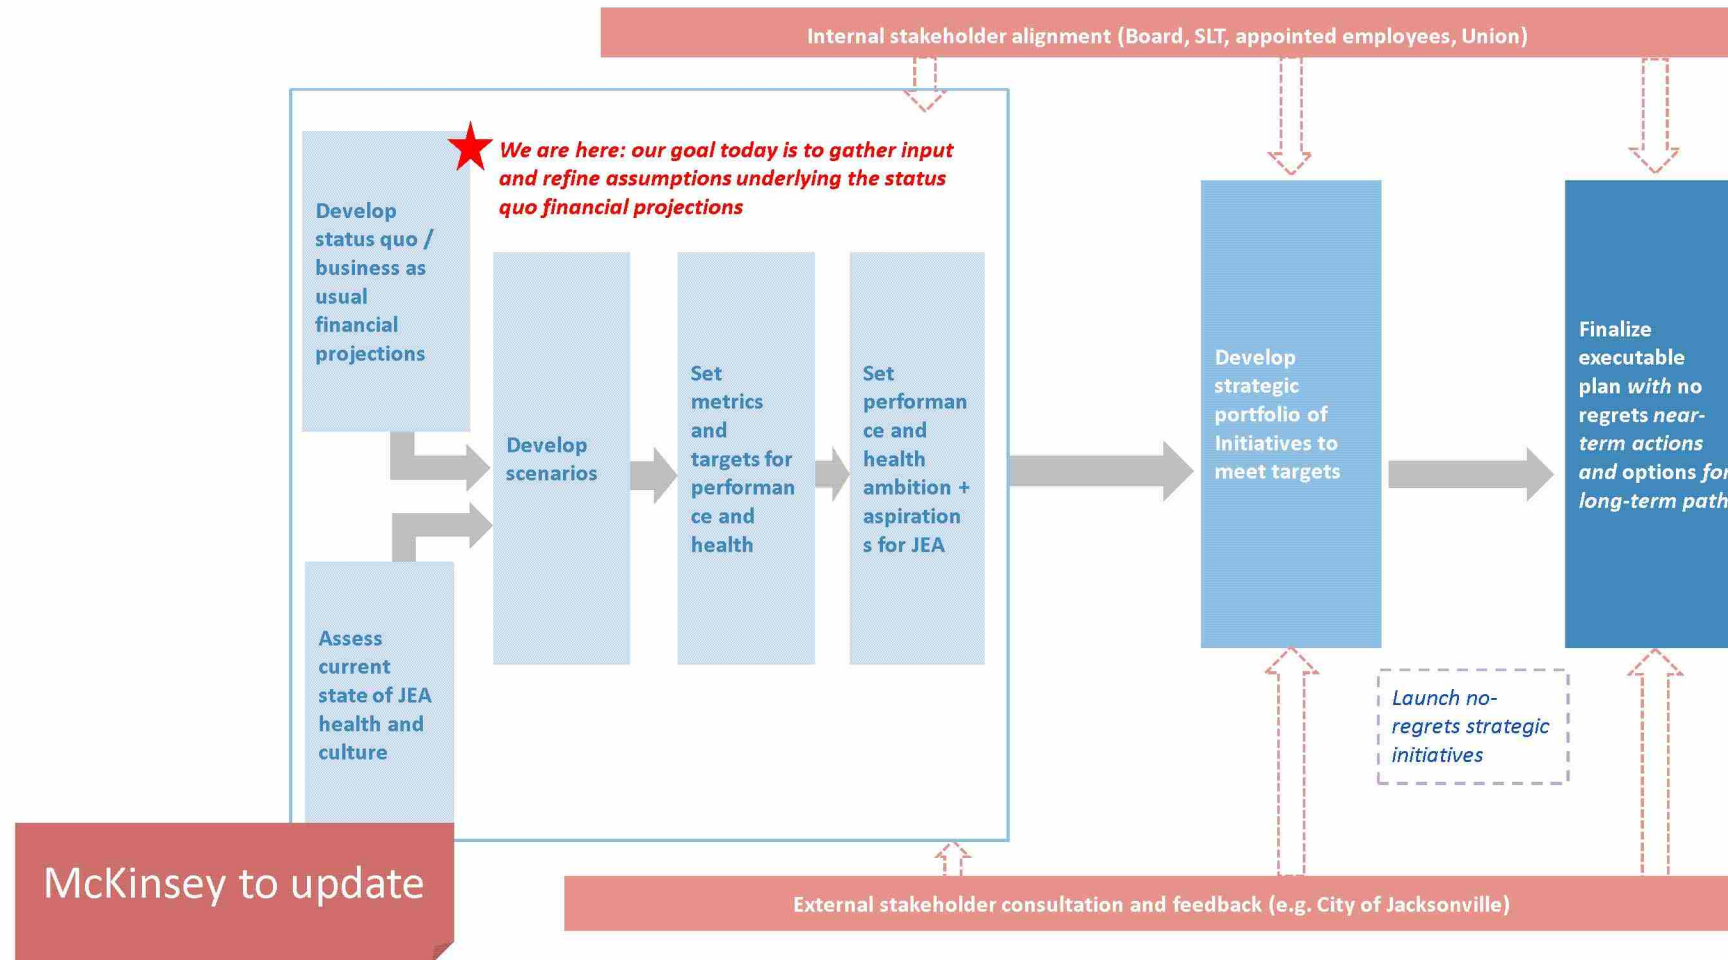 Internal stakeholder alignment (Board, SLT, appointed employees, Union)
We are here: our goal today is to gather input
and refine assumptions underlying the status
quo financial projections
Develop
status quo /
business as
usual
financial
projections
Assess
current
state of JEA
health and
culture
Develop
scenarios
Set
metrics
and
targets for
performan
ce and
health
Set
performan
ce and
health
ambition +
aspiration
s for JEA
Develop
strategic
portfolio of
Initiatives to
meet targets
Finalize
executable
plan with no
regrets near-
term actions
and options for
long-term path
Launch no-
regrets strategic
initiatives
McKinsey to update
External stakeholder consultation and feedback (e.g. City of Jacksonville)